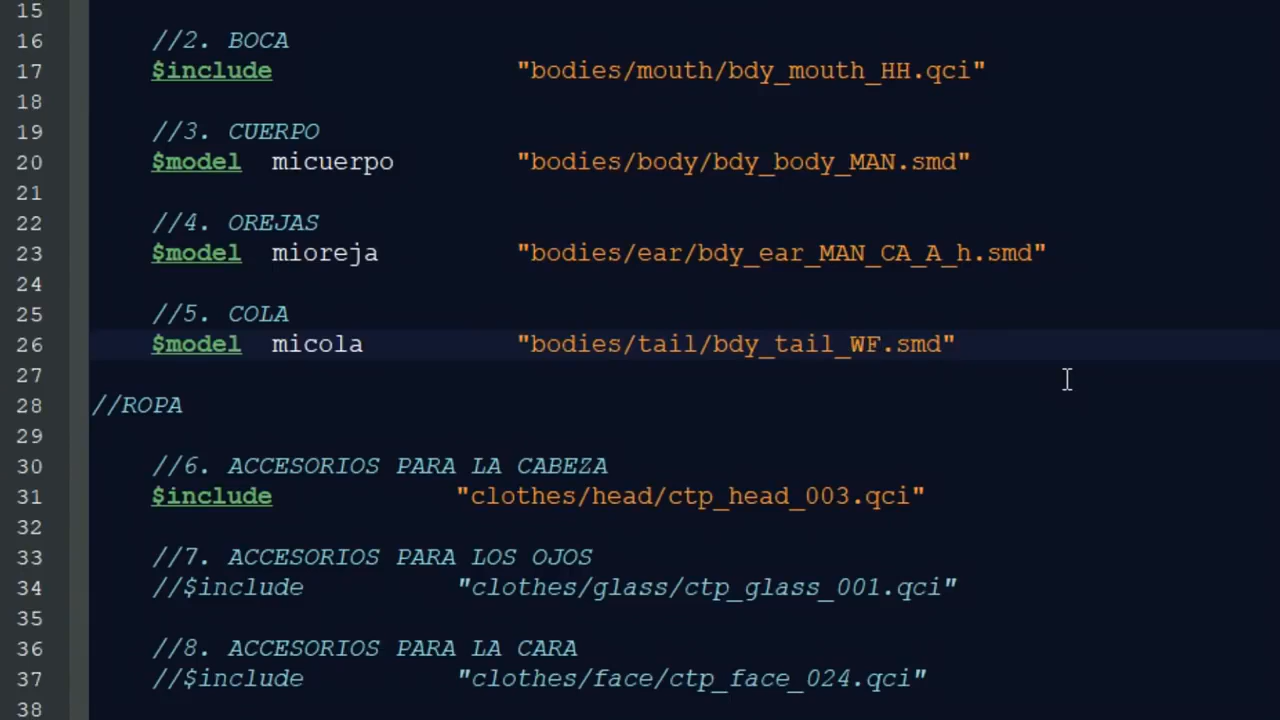 15
16 //2. BOCA
17 $include "bodies/mouth/bdy_mouth_HH.qci"
18
19 //3. CUERPO
20 $model micuerpo "bodies/body/bdy_body_MAN.smd"
21
22 //4. OREJAS
23 $model mioreja "bodies/ear/bdy_ear_MAN_CA_A_h.smd"
24
25 //5. COLA
26 $model micola "bodies/tail/bdy_tail_WF.smd"
27
28 //ROPA
29
30 //6. ACCESORIOS PARA LA CABEZA
31 $include "clothes/head/ctp_head_003.qci"
32
33 //7. ACCESORIOS PARA LOS OJOS
34 //$include "clothes/glass/ctp_glass_001.qci"
35
36 //8. ACCESORIOS PARA LA CARA
37 //$include "clothes/face/ctp_face_024.qci"
38